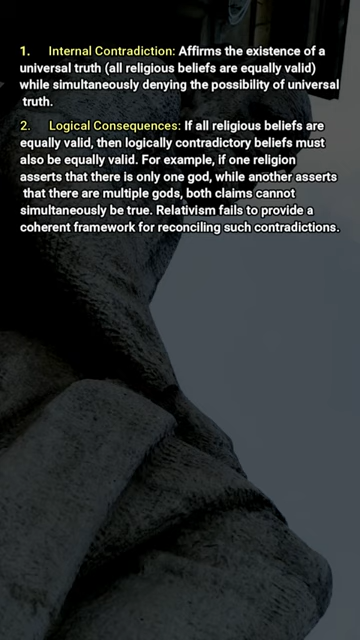 1. Internal Contradiction: Affirms the existence of a
universal truth (all religious beliefs are equally valid)
while simultaneously denying the possibility of universal
truth.
2. Logical Consequences: If all religious beliefs are
equally valid, then logically contradictory beliefs must
also be equally valid. For example, if one religion
asserts that there is only one god, while another asserts
that there are multiple gods, both claims cannot
simultaneously be true. Relativism fails to provide a
coherent framework for reconciling such contradictions.